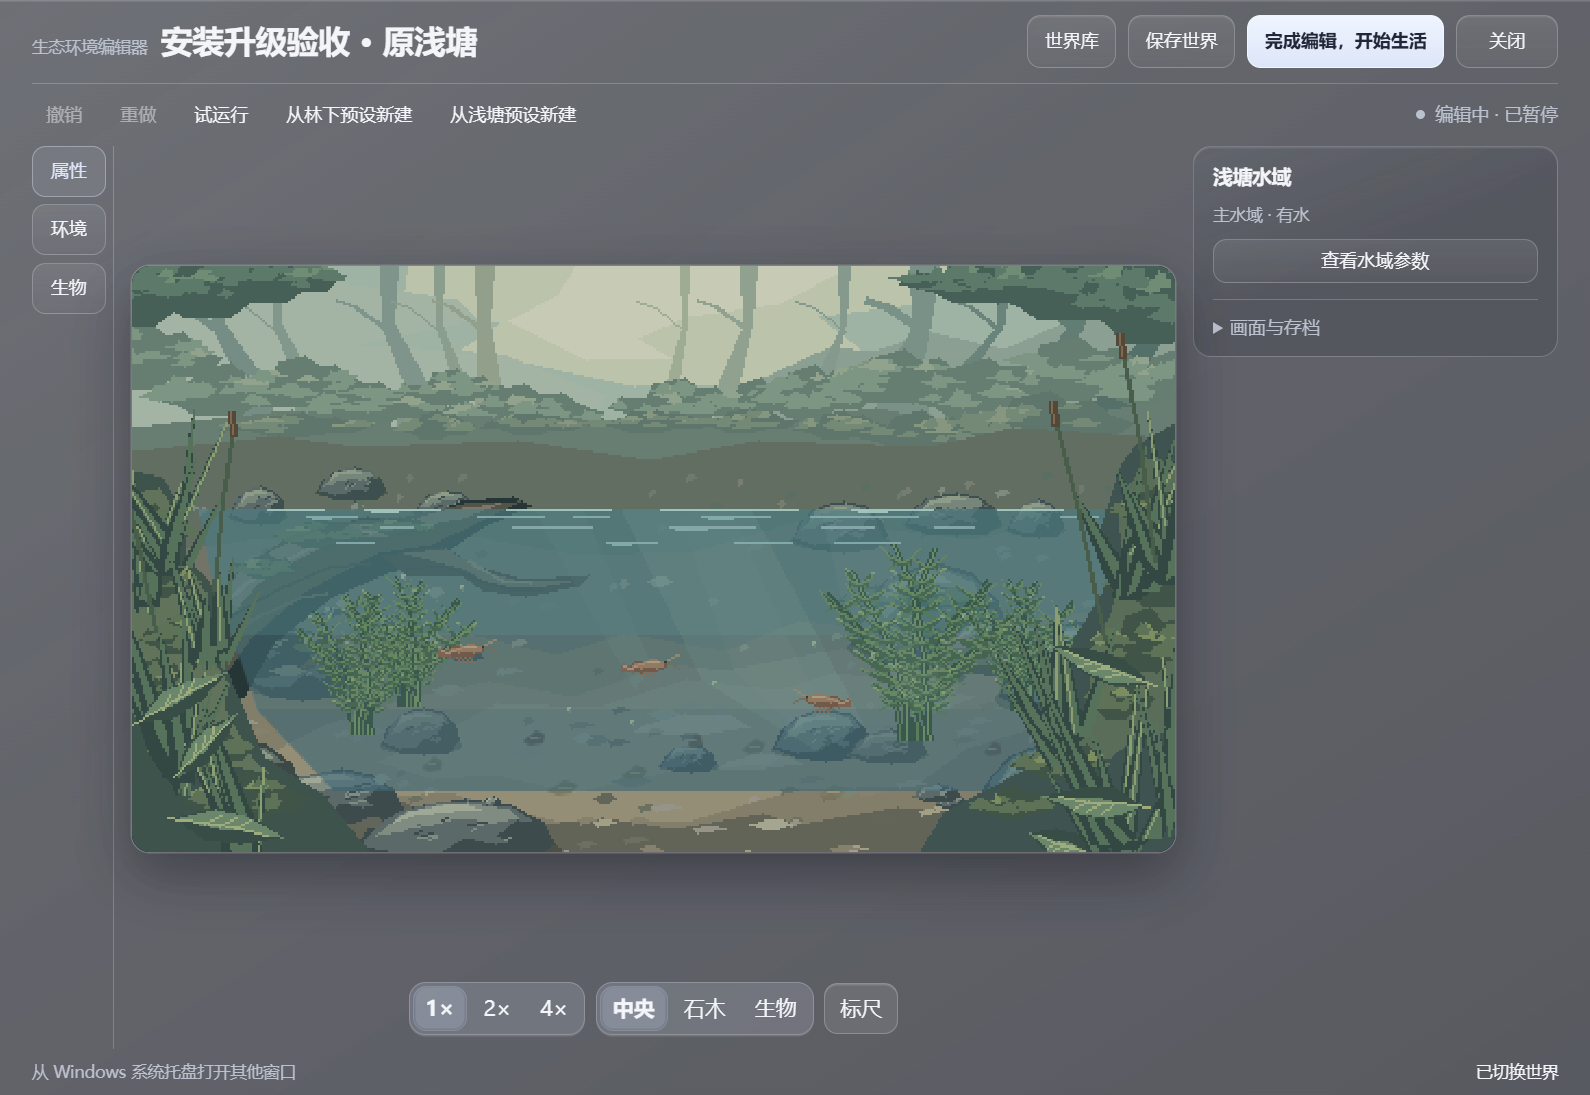 生态环境编辑器 安装升级验收 • 原浅塘
世界库 保存世界 完成编辑，开始生活 关闭
撤销 重做 试运行 从林下预设新建 从浅塘预设新建 编辑中 · 已暂停
属性
环境
生物
浅塘水域
主水域 · 有水
查看水域参数
画面与存档
1× 2× 4× 中央 石木 生物 标尺
从 Windows 系统托盘打开其他窗口 已切换世界